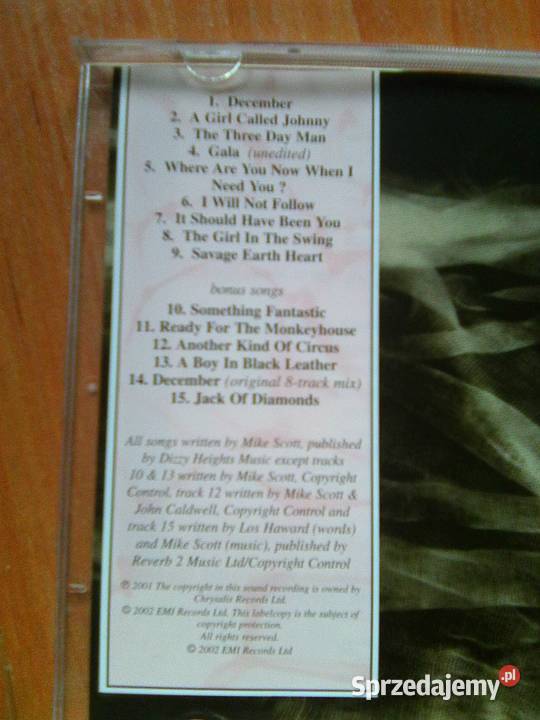 1. December
2. A Girl Called Johnny
3. The Three Day Man
4. Gala (unedited)
5. Where Are You Now When I
Need You ?
6. I Will Not Follow
7. It Should Have Been You
8. The Girl In The Swing
9. Savage Earth Heart
bonus songs
10. Something Fantastic
11. Ready For The Monkeyhouse
12. Another Kind Of Circus
13. A Boy In Black Leather
14. December (original 8-track mix)
15. Jack Of Diamonds
All songs written by Mike Scott, published
by Dizzy Heights Music except tracks
10 & 13 written by Mike Scott, Copyright
Control, track 12 written by Mike Scott &
John Caldwell, Copyright Control and
track 15 written by Los Haward (words)
and Mike Scott (music), published by
Reverb 2 Music Ltd/Copyright Control
℗ 2001 The copyright in this sound recording is owned by
Chrysalis Records Ltd.
© 2002 EMI Records Ltd. This labelcopy is the subject of
copyright protection.
All rights reserved.
© 2002 EMI Records Ltd
Sprzedajemy.pl